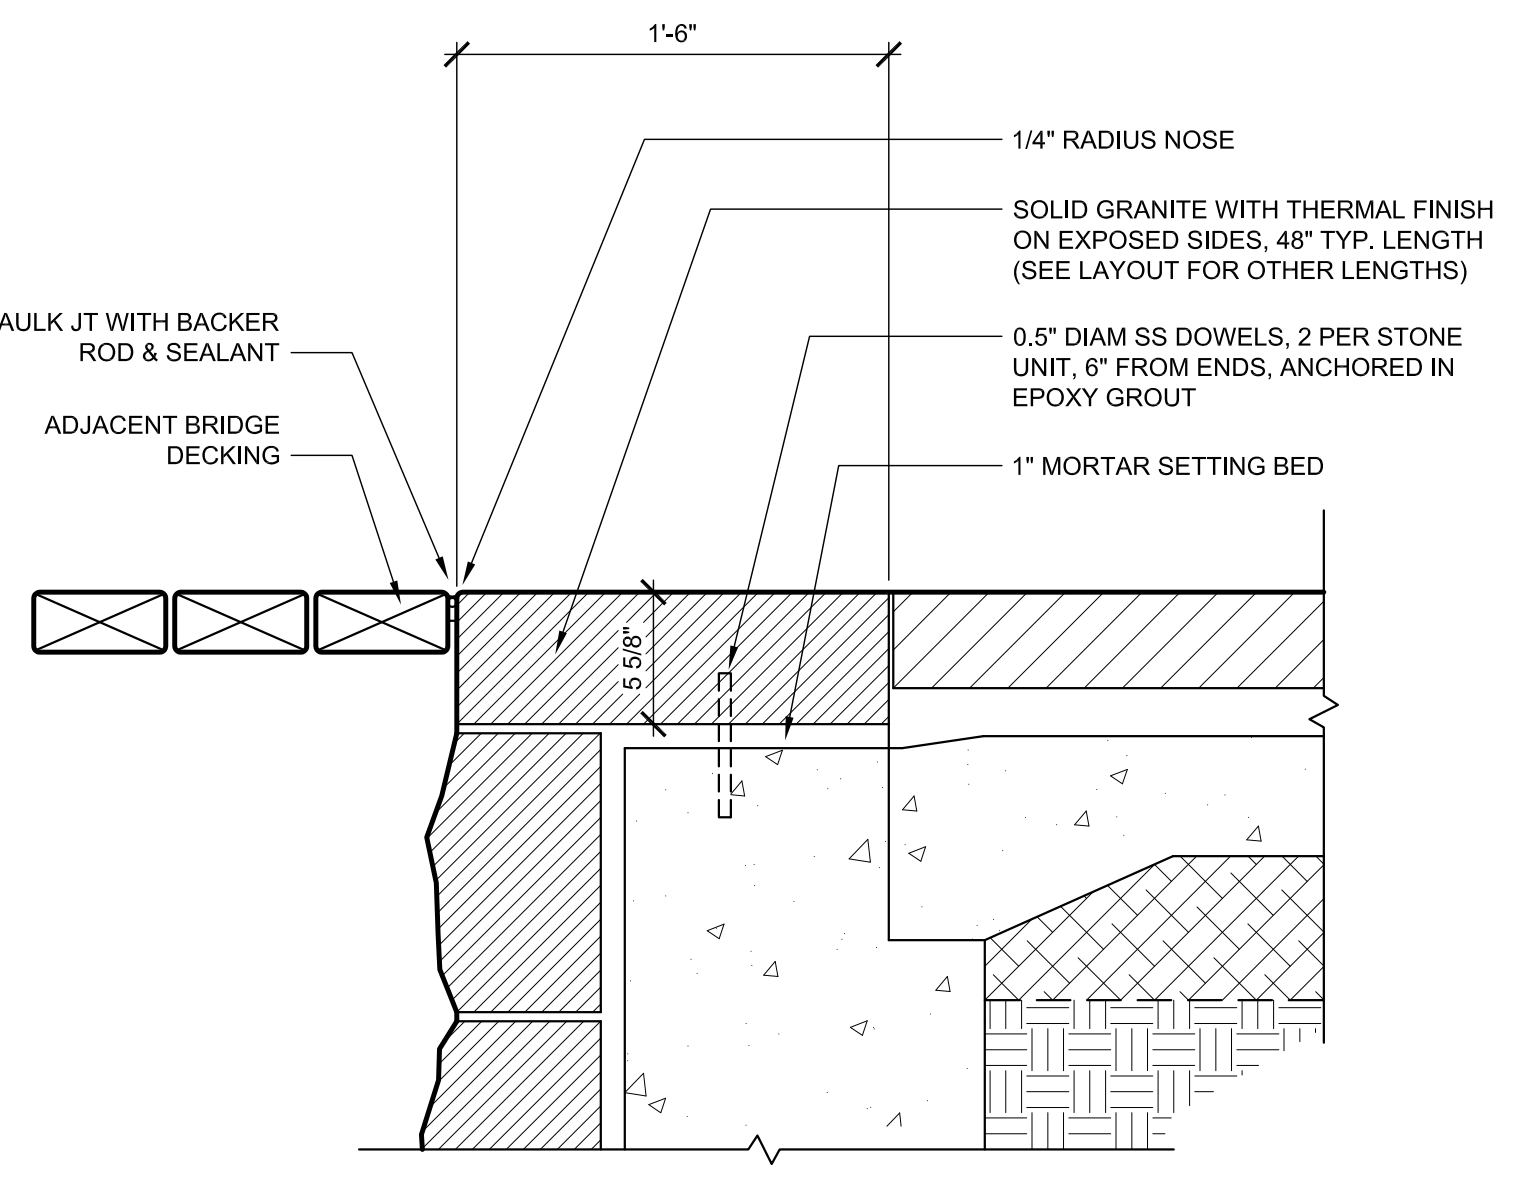 1'-6"
1/4" RADIUS NOSE
SOLID GRANITE WITH THERMAL FINISH
ON EXPOSED SIDES, 48" TYP. LENGTH
(SEE LAYOUT FOR OTHER LENGTHS)
AULK JT WITH BACKER
ROD & SEALANT
0.5" DIAM SS DOWELS, 2 PER STONE
UNIT, 6" FROM ENDS, ANCHORED IN
EPOXY GROUT
ADJACENT BRIDGE
DECKING
1" MORTAR SETTING BED
5 5/8"